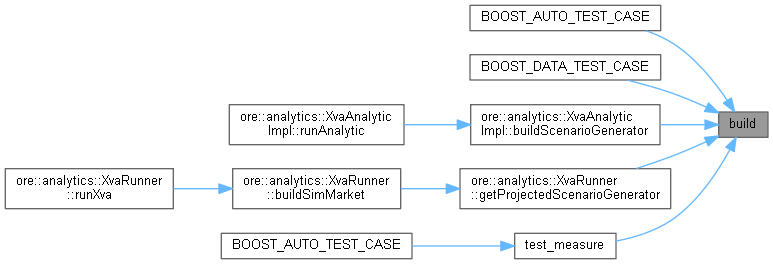 BOOST_AUTO_TEST_CASE
BOOST_DATA_TEST_CASE
ore::analytics::XvaAnalytic
Impl::runAnalytic
ore::analytics::XvaAnalytic
Impl::buildScenarioGenerator
build
ore::analytics::XvaRunner
::runXva
ore::analytics::XvaRunner
::buildSimMarket
ore::analytics::XvaRunner
::getProjectedScenarioGenerator
BOOST_AUTO_TEST_CASE
test_measure